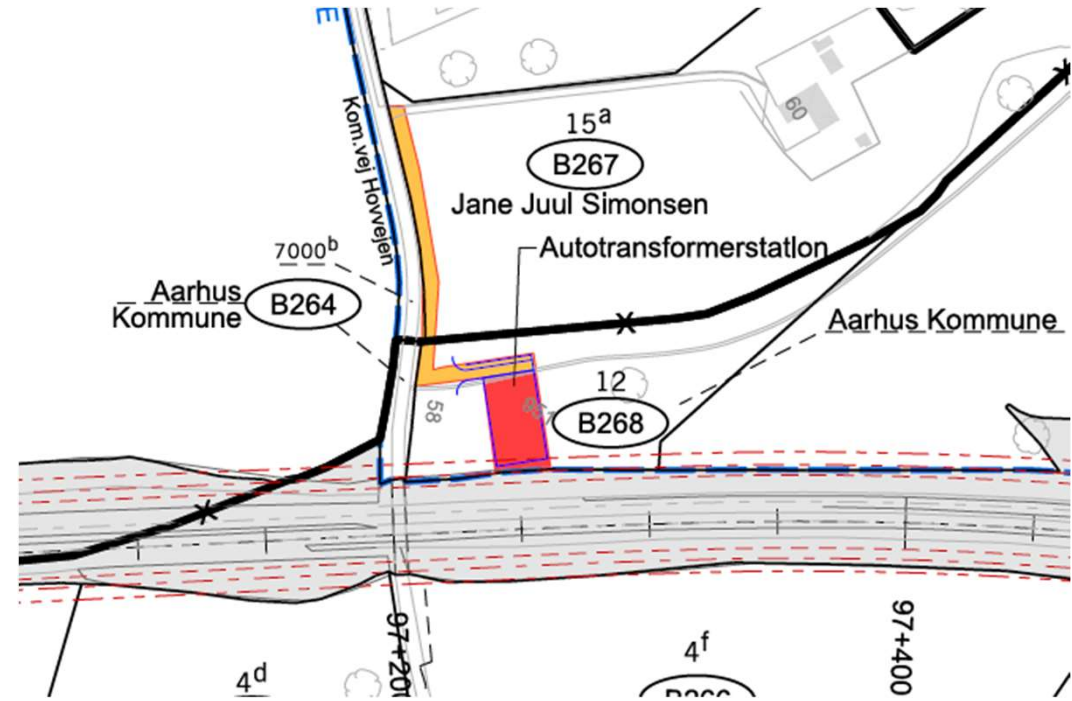 E
Kom.vej Hovvejen
15a
B267
Jane Juul Simonsen
60
7000b
Autotransformerstation
Aarhus
Kommune
B264
Aarhus Kommune
12
B268
58
97+200
97+400
4d
4f
B266